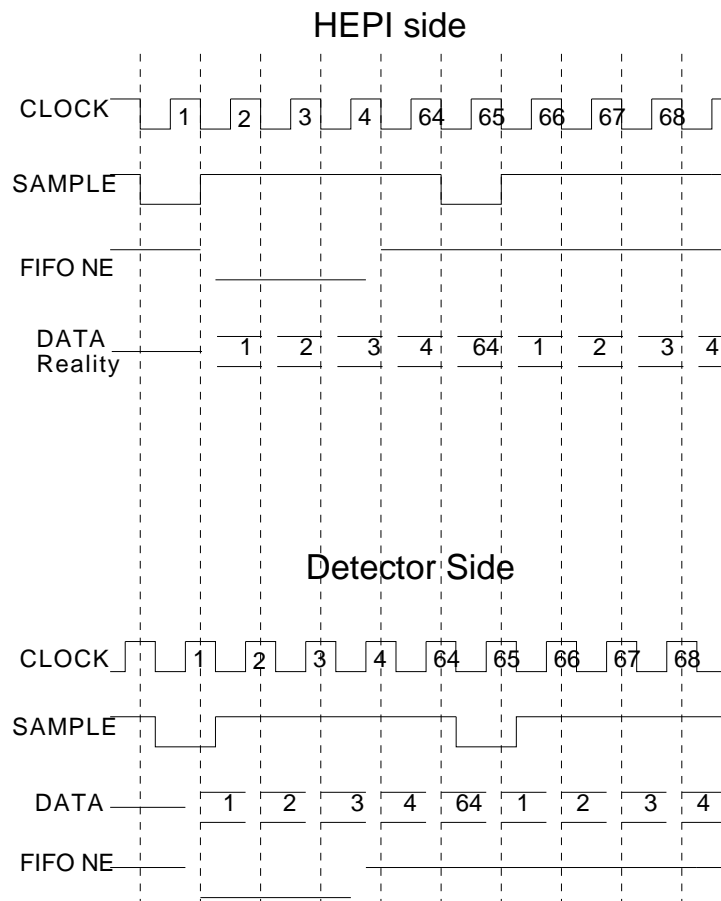 HEPI side
CLOCK 1 2 3 4 64 65 66 67 68
SAMPLE
FIFO NE
DATA
Reality 1 2 3 4 64 1 2 3 4
Detector Side
CLOCK 1 2 3 4 64 65 66 67 68
SAMPLE
DATA 1 2 3 4 64 1 2 3 4
FIFO NE